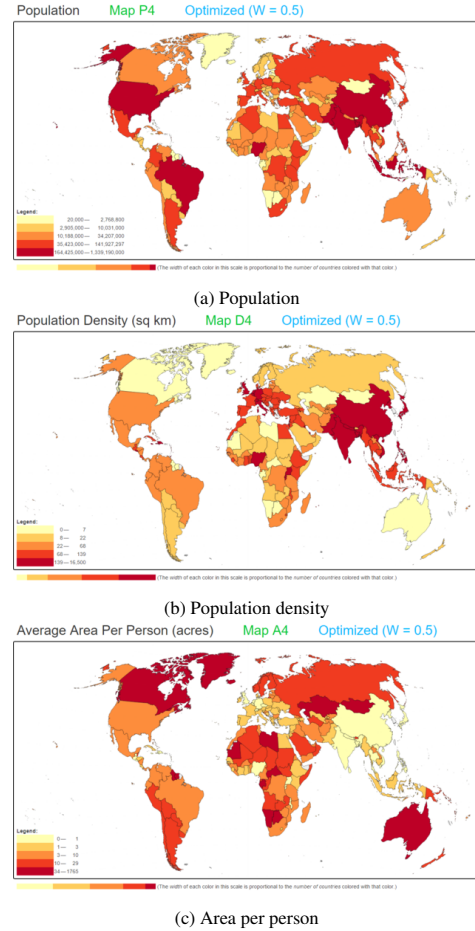 Population Map P4 Optimized (W = 0.5)
Legend:
20,000— 2,768,800
2,905,000— 10,031,000
10,188,000— 34,207,000
35,423,000— 141,927,297
164,425,000— 1,339,190,000
(The width of each color in this scale is proportional to the number of countries colored with that color.)
(a) Population
Population Density (sq km) Map D4 Optimized (W = 0.5)
Legend:
0— 7
8— 22
22— 68
68— 139
139— 16,500
(The width of each color in this scale is proportional to the number of countries colored with that color.)
(b) Population density
Average Area Per Person (acres) Map A4 Optimized (W = 0.5)
Legend:
0— 1
1— 3
3— 10
10— 29
34— 1765
(The width of each color in this scale is proportional to the number of countries colored with that color.)
(c) Area per person